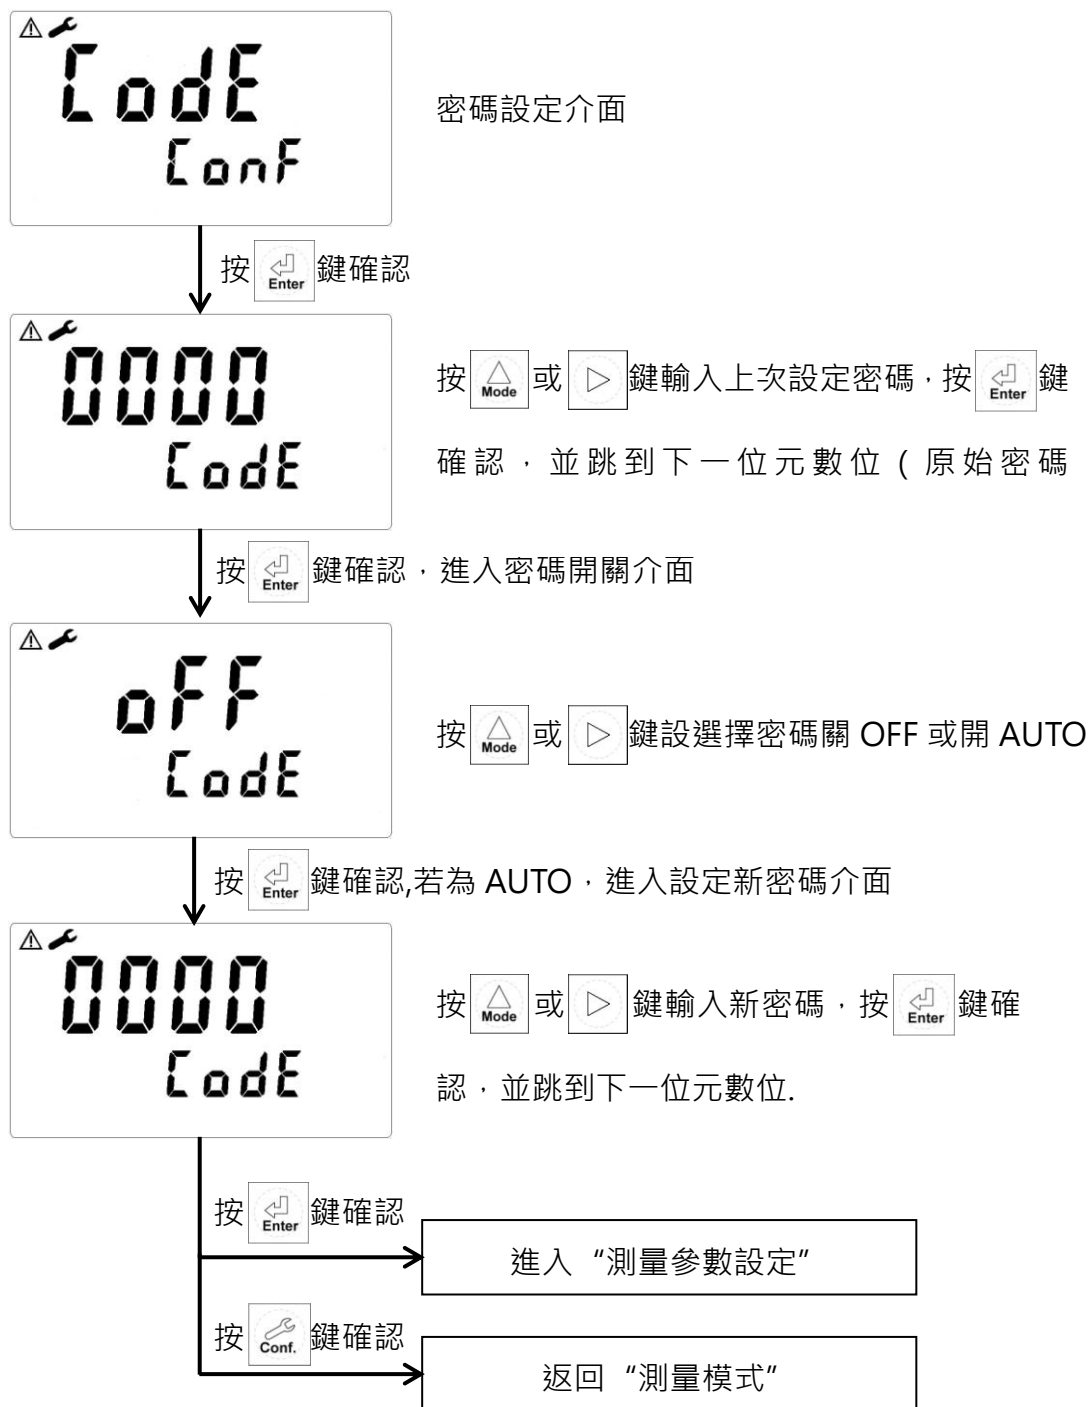 CodE
ConF
密碼設定介面
按 Enter 鍵確認
0000
CodE
按 Mode 或 鍵輸入上次設定密碼，按 Enter 鍵
確認，並跳到下一位元數位(原始密碼
按 Enter 鍵確認，進入密碼開關介面
oFF
CodE
按 Mode 或 鍵設選擇密碼關 OFF 或開 AUTO
按 Enter 鍵確認,若為 AUTO，進入設定新密碼介面
0000
CodE
按 Mode 或 鍵輸入新密碼，按 Enter 鍵確
認，並跳到下一位元數位.
按 Enter 鍵確認
進入“測量參數設定”
按 Conf. 鍵確認
返回“測量模式”